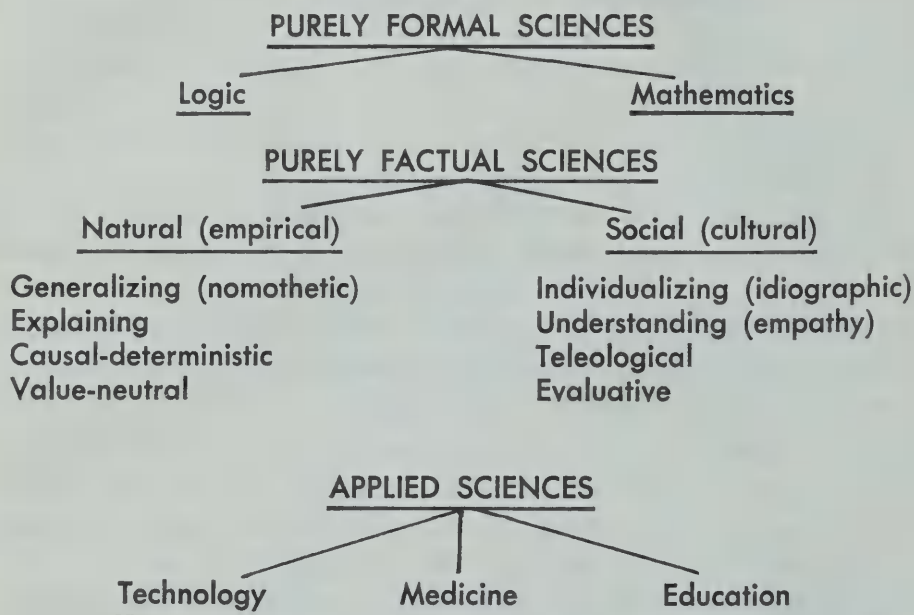 PURELY FORMAL SCIENCES
Logic Mathematics
PURELY FACTUAL SCIENCES
Natural (empirical) Social (cultural)
Generalizing (nomothetic) Individualizing (idiographic)
Explaining Understanding (empathy)
Causal-deterministic Teleological
Value-neutral Evaluative
APPLIED SCIENCES
Technology Medicine Education